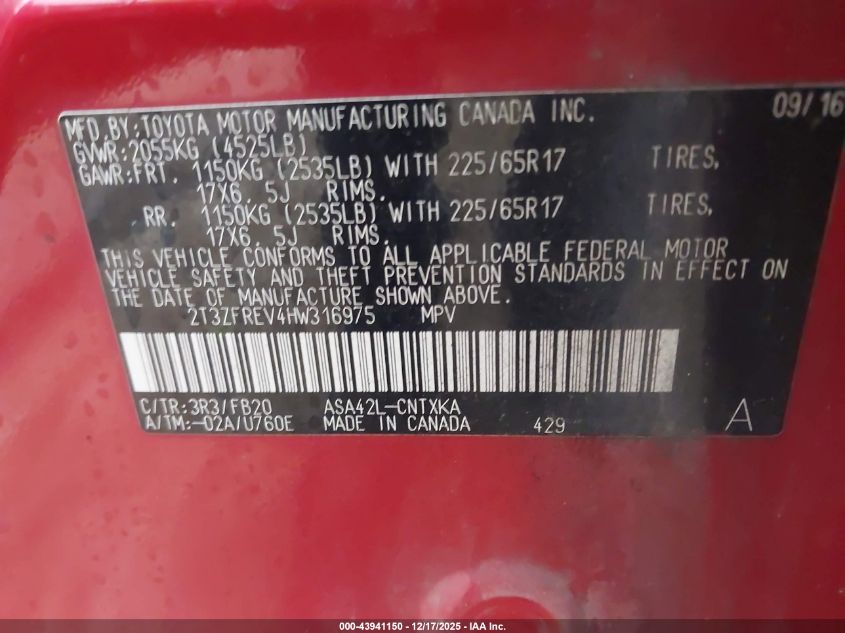 MFD.BY:TOYOTA MOTOR MANUFACTURING CANADA INC. 09/16
GVWR:2055KG (4525LB)
GAWR:FRT. 1150KG (2535LB) WITH 225/65R17 TIRES,
17X6. 5J RIMS.
RR. 1150KG (2535LB) WITH 225/65R17 TIRES,
17X6. 5J RIMS.
THIS VEHICLE CONFORMS TO ALL APPLICABLE FEDERAL MOTOR
VEHICLE SAFETY AND THEFT PREVENTION STANDARDS IN EFFECT ON
THE DATE OF MANUFACTURE SHOWN ABOVE.
2T3ZFREV4HW316975 MPV
C/TR:3R3/FB20 ASA42L-CNTXKA
A/TM:-02A/U760E MADE IN CANADA 429 A
000-43941150 | 12/17/2025 - IAA Inc.